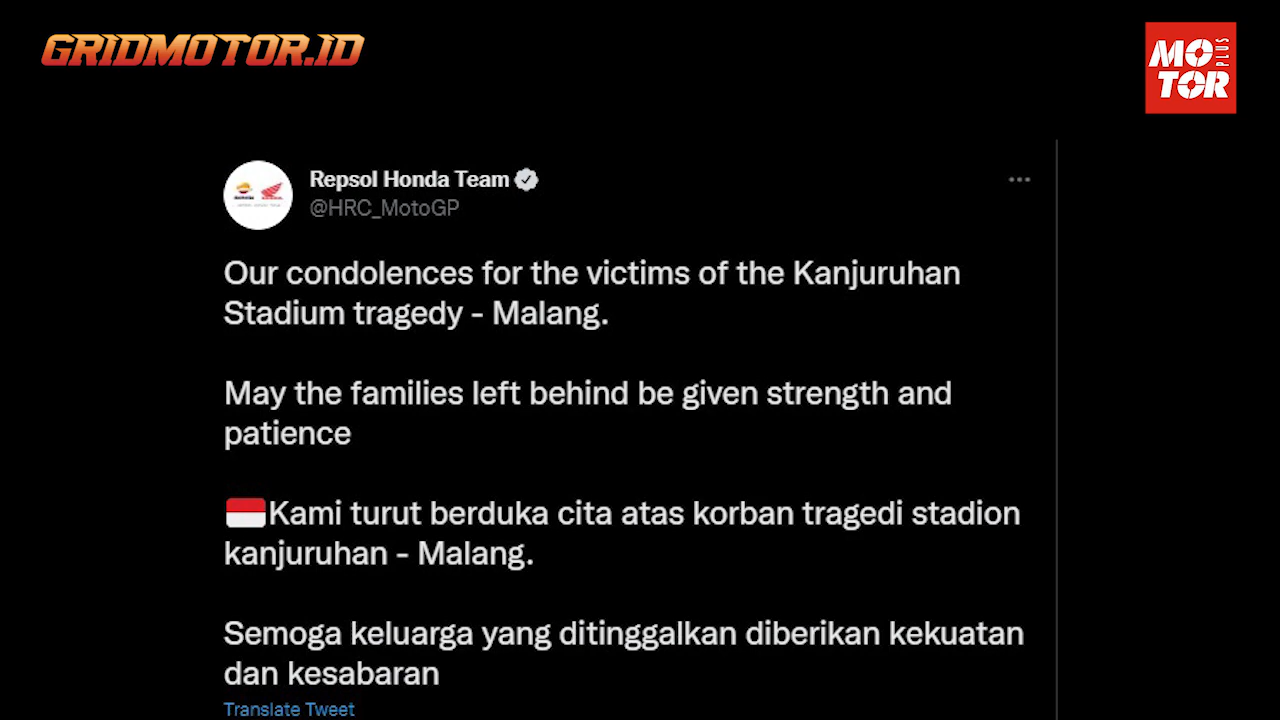 GRIDMOTOR.ID
MOTOR PLUS
Repsol Honda Team
@HRC_MotoGP
Our condolences for the victims of the Kanjuruhan
Stadium tragedy - Malang.
May the families left behind be given strength and
patience
Kami turut berduka cita atas korban tragedi stadion
kanjuruhan - Malang.
Semoga keluarga yang ditinggalkan diberikan kekuatan
dan kesabaran
Translate Tweet